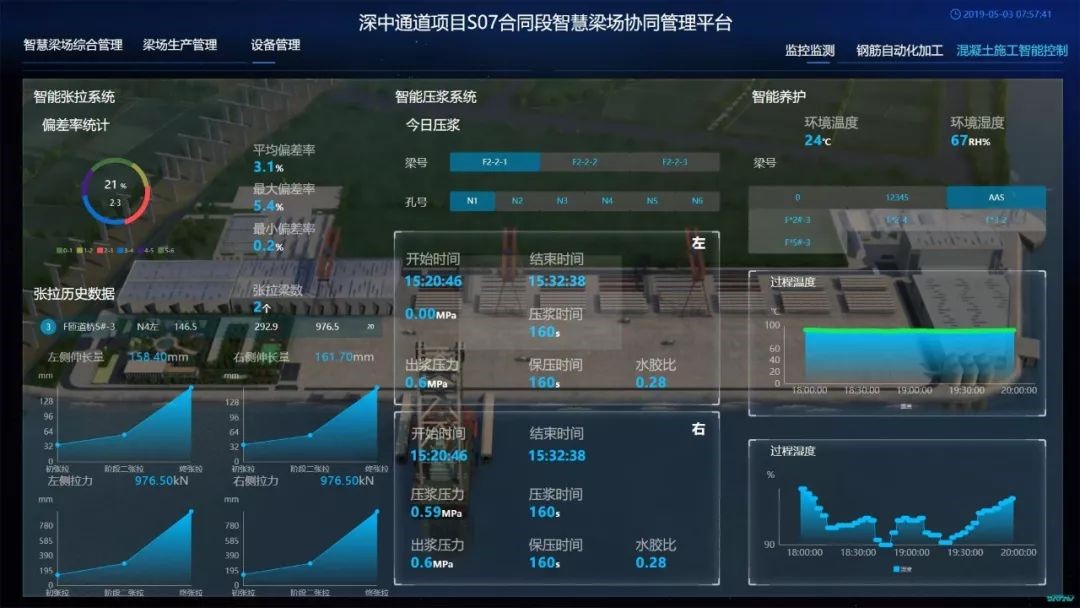 深中通道项目S07合同段智慧梁场协同管理平台
2019-05-03 07:57:41
智慧梁场综合管理 梁场生产管理 设备管理
监控监测 钢筋自动化加工 混凝土施工智能控制
智能张拉系统
偏差率统计
21 %
2-3
0-1 1-2 2-3 3-4 4-5 5-6
平均偏差率
3.1%
最大偏差率
5.4%
最小偏差率
0.2%
张拉梁数
2个
张拉历史数据
3 F匝道桥5#-3 N4左 146.5 292.9 976.5 20
左侧伸长量 158.40mm 右侧伸长量 161.70mm
mm
128
96
64
32
0
初张拉 阶段二张拉 终张拉
mm
128
96
64
32
0
初张拉 阶段二张拉 终张拉
左侧拉力 976.50kN 右侧拉力 976.50kN
mm
780
585
390
195
0
初张拉 阶段二张拉 终张拉
mm
780
585
390
195
0
初张拉 阶段二张拉 终张拉
智能压浆系统
今日压浆
梁号 F2-2-1 F2-2-2 F2-2-3
孔号 N1 N2 N3 N4 N5 N6
左
开始时间 结束时间
15:20:46 15:32:38
压浆时间
0.00MPa 160s
出浆压力 保压时间 水胶比
0.6MPa 160s 0.28
右
开始时间 结束时间
15:20:46 15:32:38
压浆压力 压浆时间
0.59MPa 160s
出浆压力 保压时间 水胶比
0.6MPa 160s 0.28
智能养护
环境温度 环境湿度
24℃ 67RH%
梁号
0 12345 AAS
F*2#-3
F*5#-3
过程温度
℃
100
60
40
20
0
18:00:00 18:30:00 19:00:00 19:30:00 20:00:00
过程湿度
%
90
18:00:00 18:30:00 19:00:00 19:30:00 20:00:00
湿度